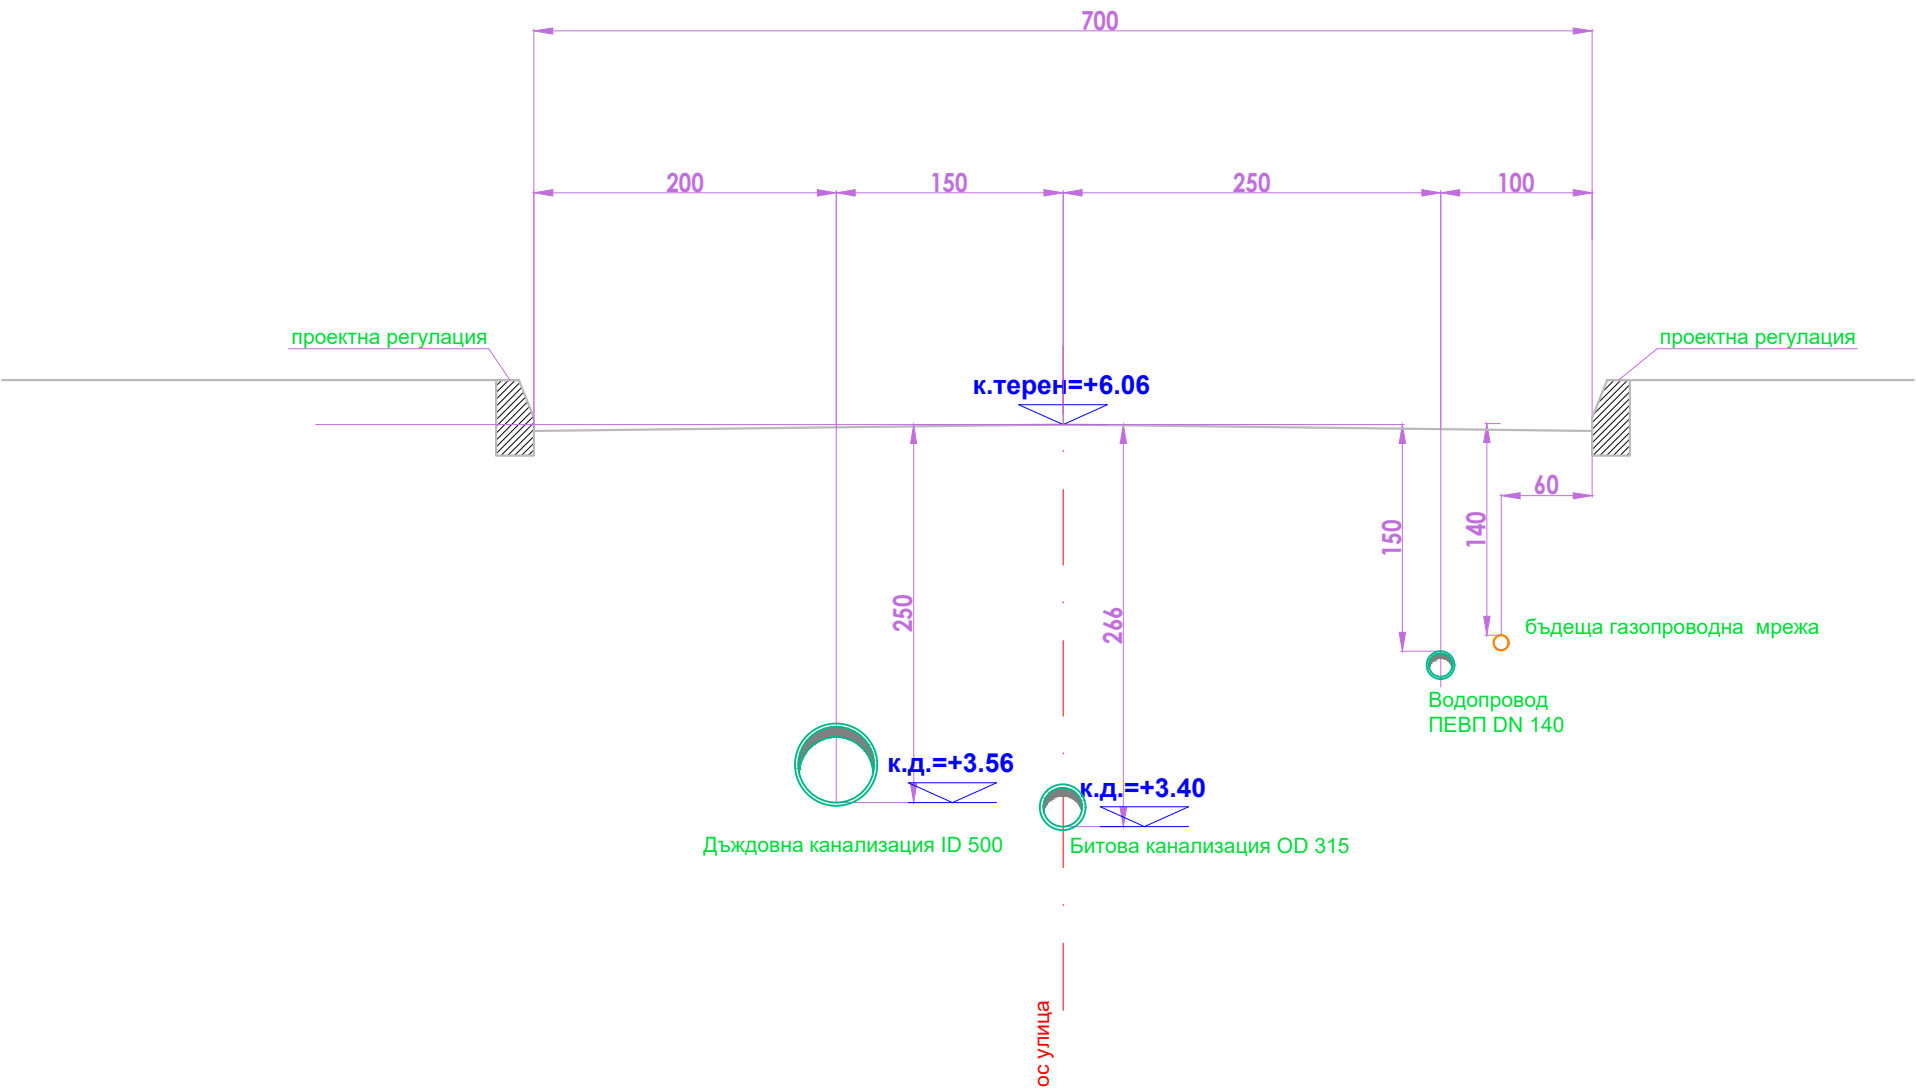 700
200
150
250
100
проектна регулация
проектна регулация
к.терен=+6.06
60
150
140
250
266
бъдеща газопроводна мрежа
Водопровод
ПЕВП DN 140
к.д.=+3.56
к.д.=+3.40
Дъждовна канализация ID 500
Битова канализация OD 315
ос улица